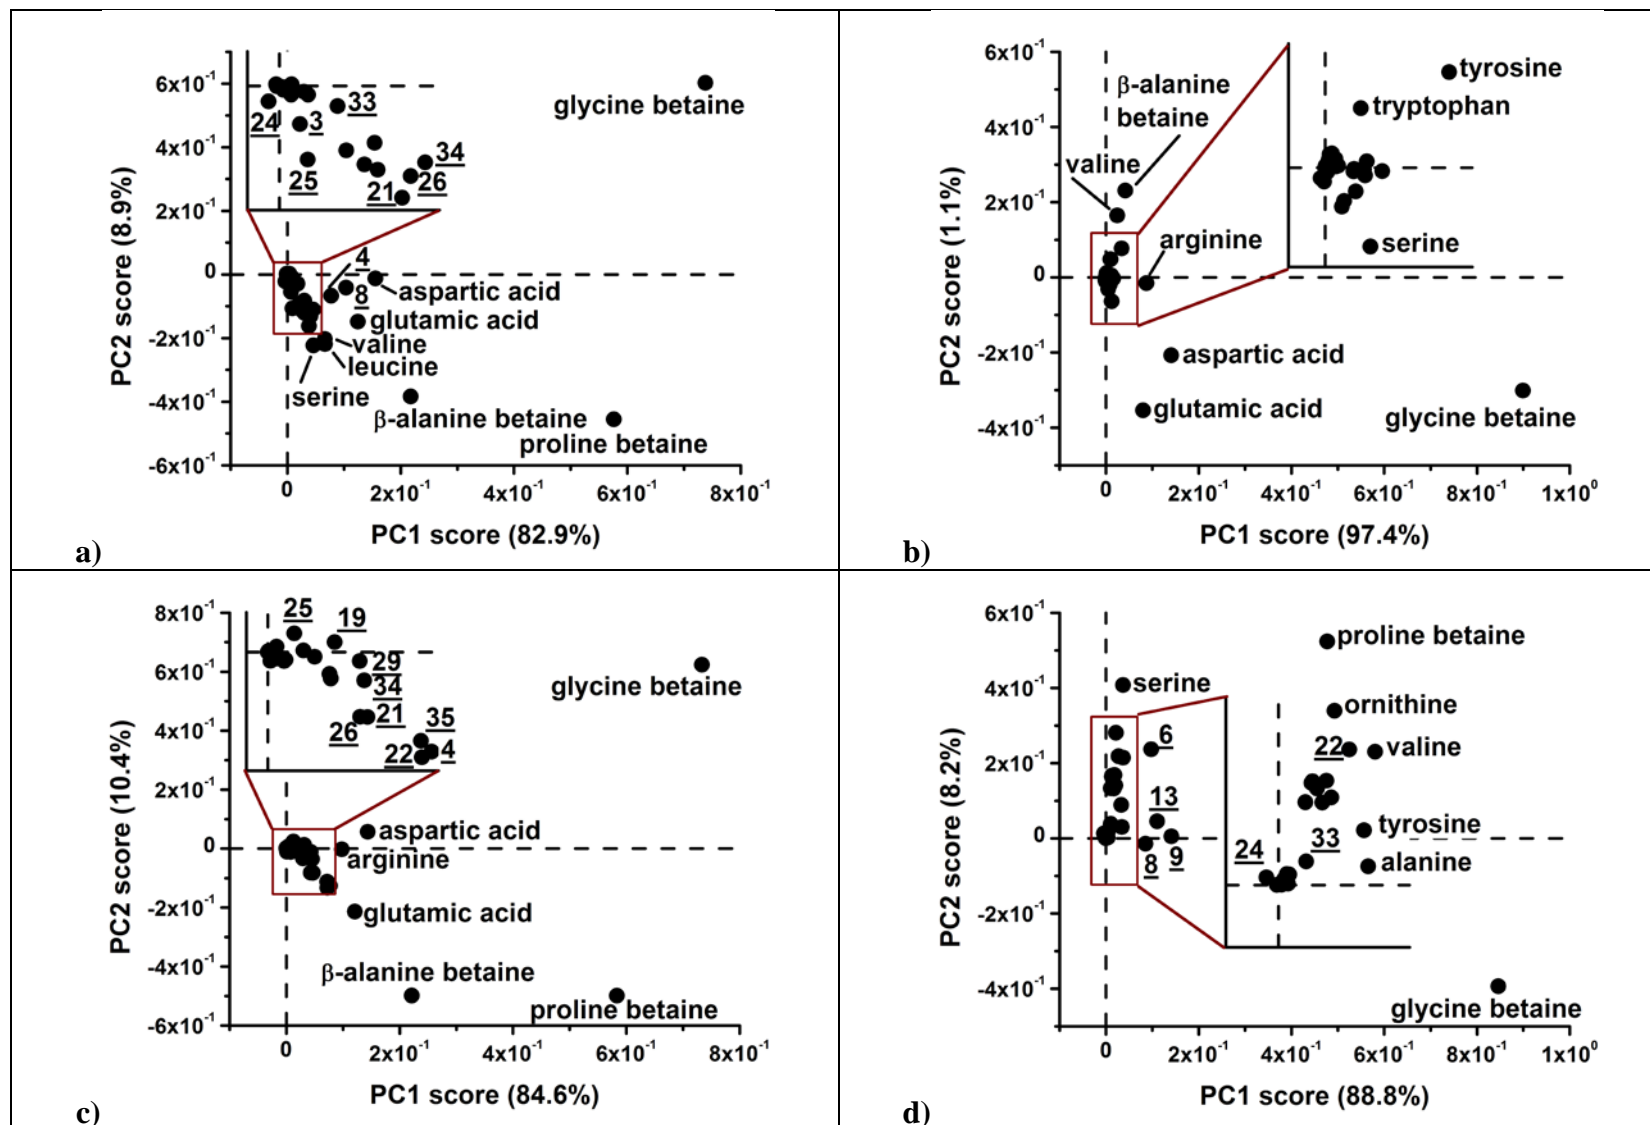 6x10⁻¹
4x10⁻¹
2x10⁻¹
0
-2x10⁻¹
-4x10⁻¹
-6x10⁻¹
PC2 score (8.9%)
33
24
3
34
25
21
26
glycine betaine
4
8
aspartic acid
glutamic acid
valine
leucine
serine
β-alanine betaine
proline betaine
0
2x10⁻¹
4x10⁻¹
6x10⁻¹
8x10⁻¹
PC1 score (82.9%)
a)
6x10⁻¹
4x10⁻¹
2x10⁻¹
0
-2x10⁻¹
-4x10⁻¹
PC2 score (1.1%)
β-alanine
betaine
valine
arginine
tyrosine
tryptophan
serine
aspartic acid
glutamic acid
glycine betaine
0
2x10⁻¹
4x10⁻¹
6x10⁻¹
8x10⁻¹
1x10⁰
PC1 score (97.4%)
b)
8x10⁻¹
6x10⁻¹
4x10⁻¹
2x10⁻¹
0
-2x10⁻¹
-4x10⁻¹
-6x10⁻¹
PC2 score (10.4%)
25
19
29
34
21
26
35
22
4
glycine betaine
aspartic acid
arginine
glutamic acid
β-alanine betaine
proline betaine
0
2x10⁻¹
4x10⁻¹
6x10⁻¹
8x10⁻¹
PC1 score (84.6%)
c)
6x10⁻¹
4x10⁻¹
2x10⁻¹
0
-2x10⁻¹
-4x10⁻¹
PC2 score (8.2%)
serine
6
13
8
9
proline betaine
ornithine
22
valine
tyrosine
33
24
alanine
glycine betaine
0
2x10⁻¹
4x10⁻¹
6x10⁻¹
8x10⁻¹
1x10⁰
PC1 score (88.8%)
d)